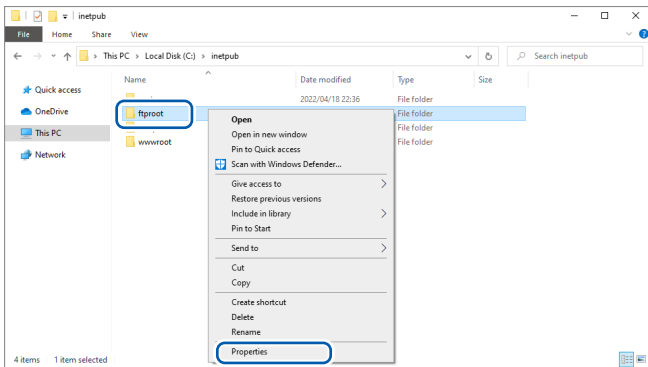 inetpub
File Home Share View
This PC > Local Disk (C:) > inetpub
Search inetpub
Name Date modified Type Size
Quick access
OneDrive
This PC
Network
2022/04/18 22:36 File folder
ftproot File folder
File folder
wwwroot File folder
Open
Open in new window
Pin to Quick access
Scan with Windows Defender...
Give access to
Restore previous versions
Include in library
Pin to Start
Send to
Cut
Copy
Create shortcut
Delete
Rename
Properties
4 items 1 item selected